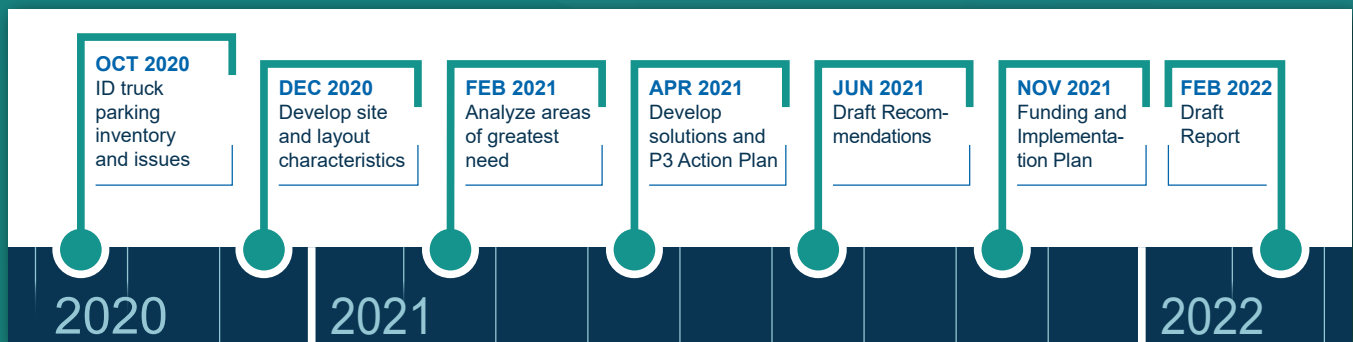 OCT 2020
ID truck
parking
inventory
and issues
DEC 2020
Develop site
and layout
characteristics
FEB 2021
Analyze areas
of greatest
need
APR 2021
Develop
solutions and
P3 Action Plan
JUN 2021
Draft Recom-
mendations
NOV 2021
Funding and
Implementa-
tion Plan
FEB 2022
Draft
Report
2020
2021
2022